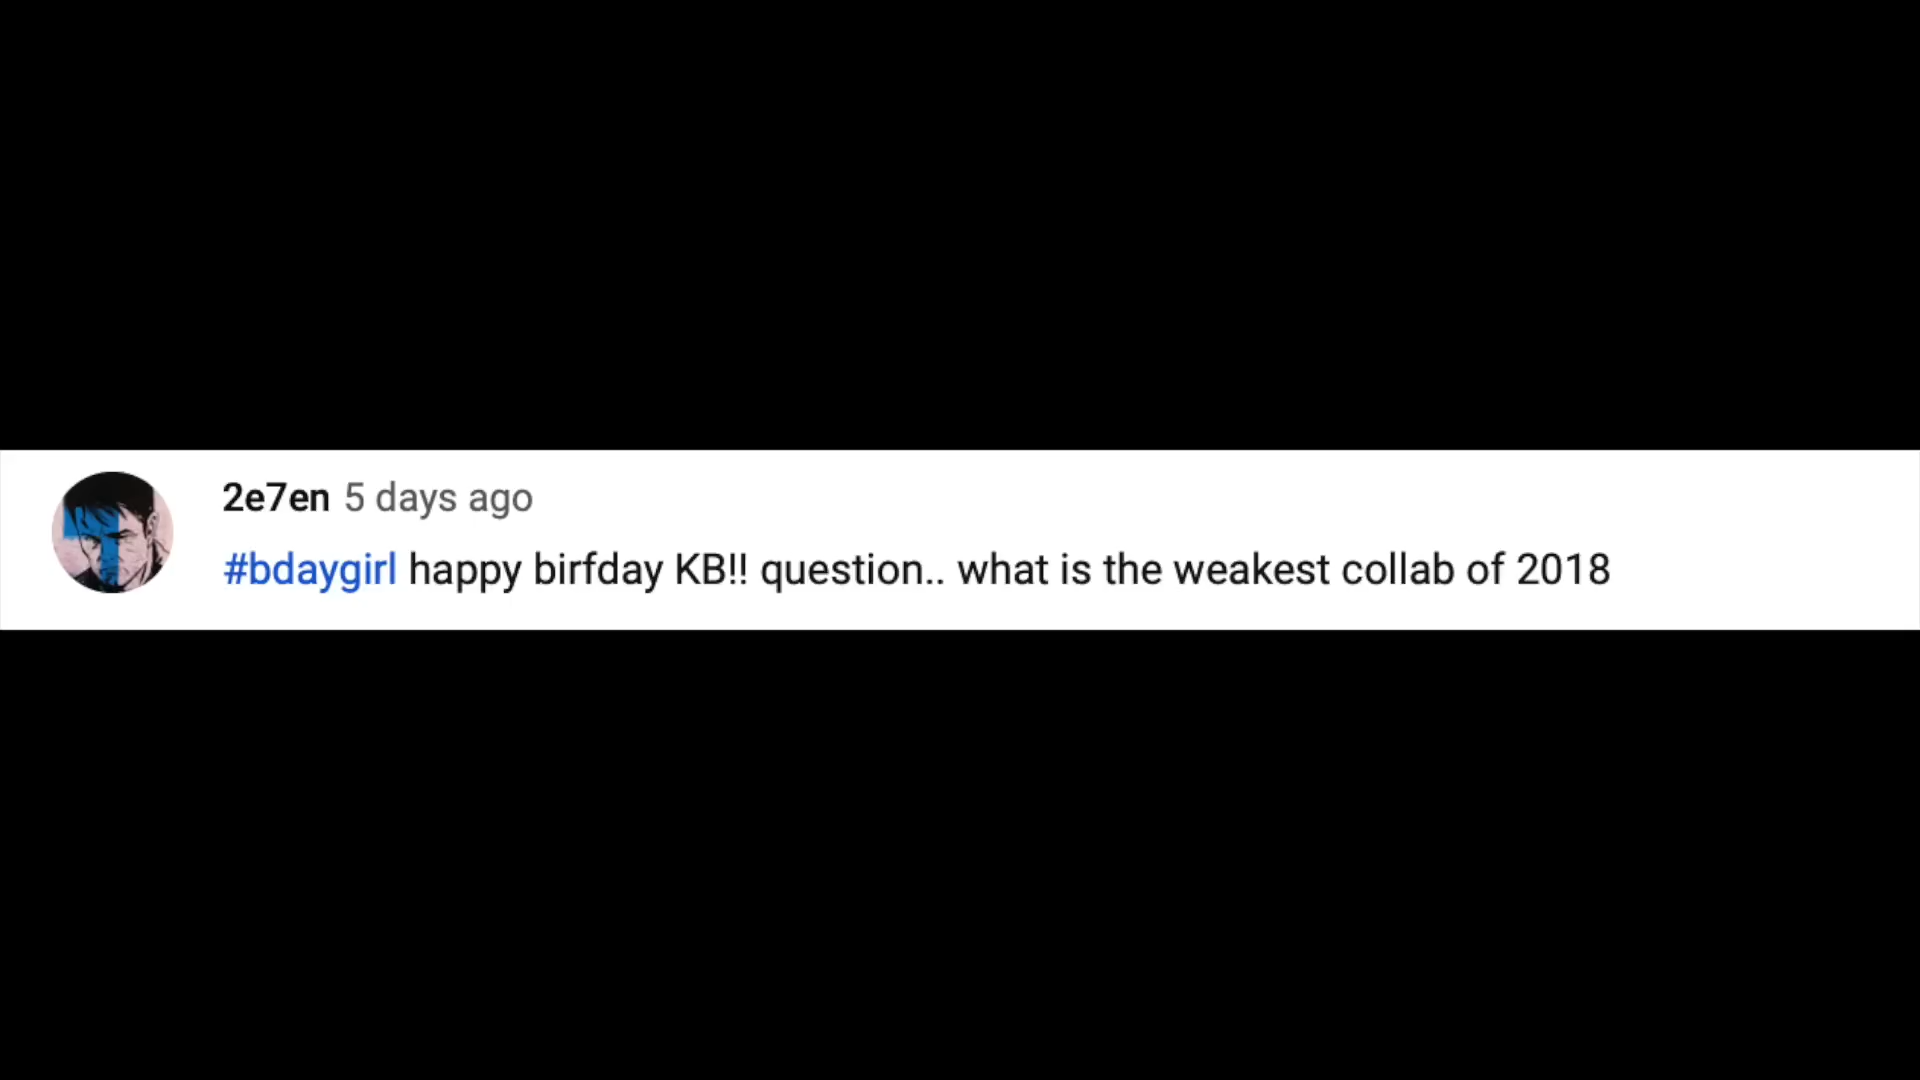 2e7en 5 days ago
#bdaygirl happy birfday KB!! question.. what is the weakest collab of 2018